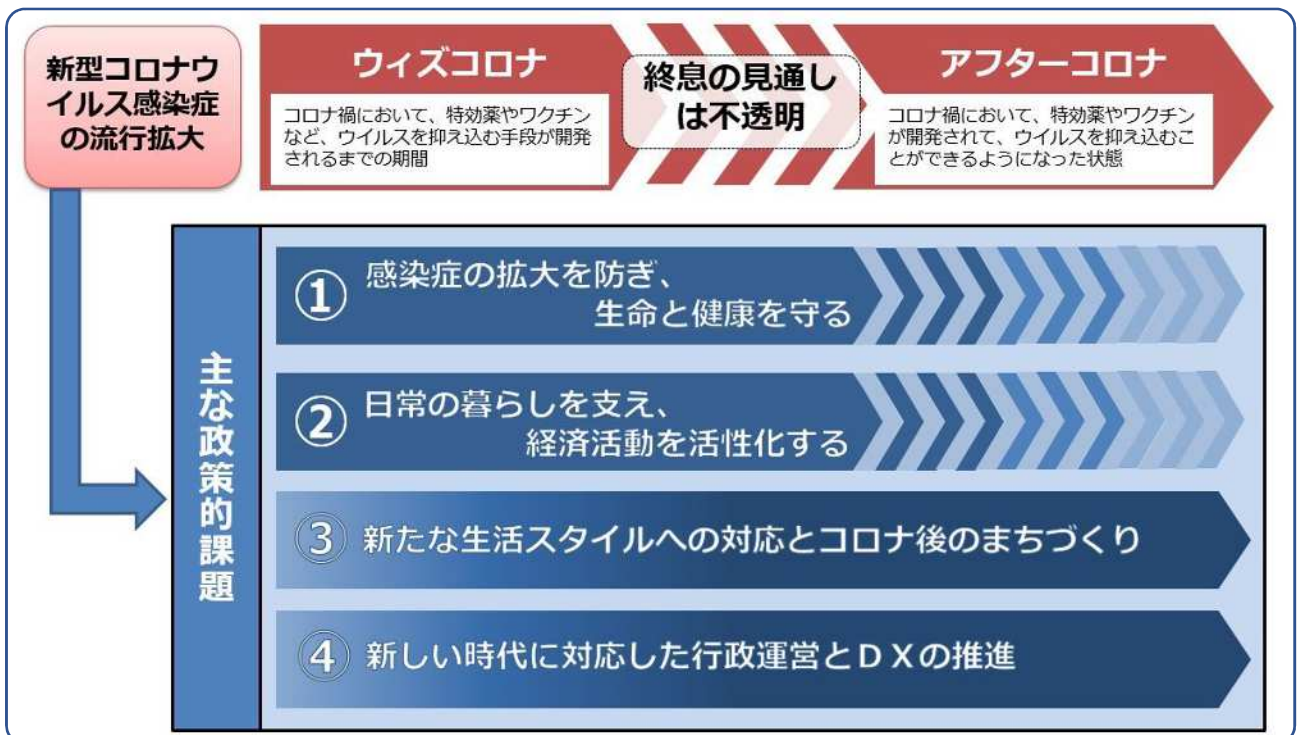 新型コロナウ
イルス感染症
の流行拡大
ウィズコロナ
コロナ禍において、特効薬やワクチン
など、ウイルスを抑え込む手段が開発
されるまでの期間
終息の見通し
は不透明
アフターコロナ
コロナ禍において、特効薬やワクチン
が開発されて、ウイルスを抑え込むこ
とができるようになった状態
主な政策的課題
① 感染症の拡大を防ぎ、
生命と健康を守る
② 日常の暮らしを支え、
経済活動を活性化する
③ 新たな生活スタイルへの対応とコロナ後のまちづくり
④ 新しい時代に対応した行政運営とＤＸの推進